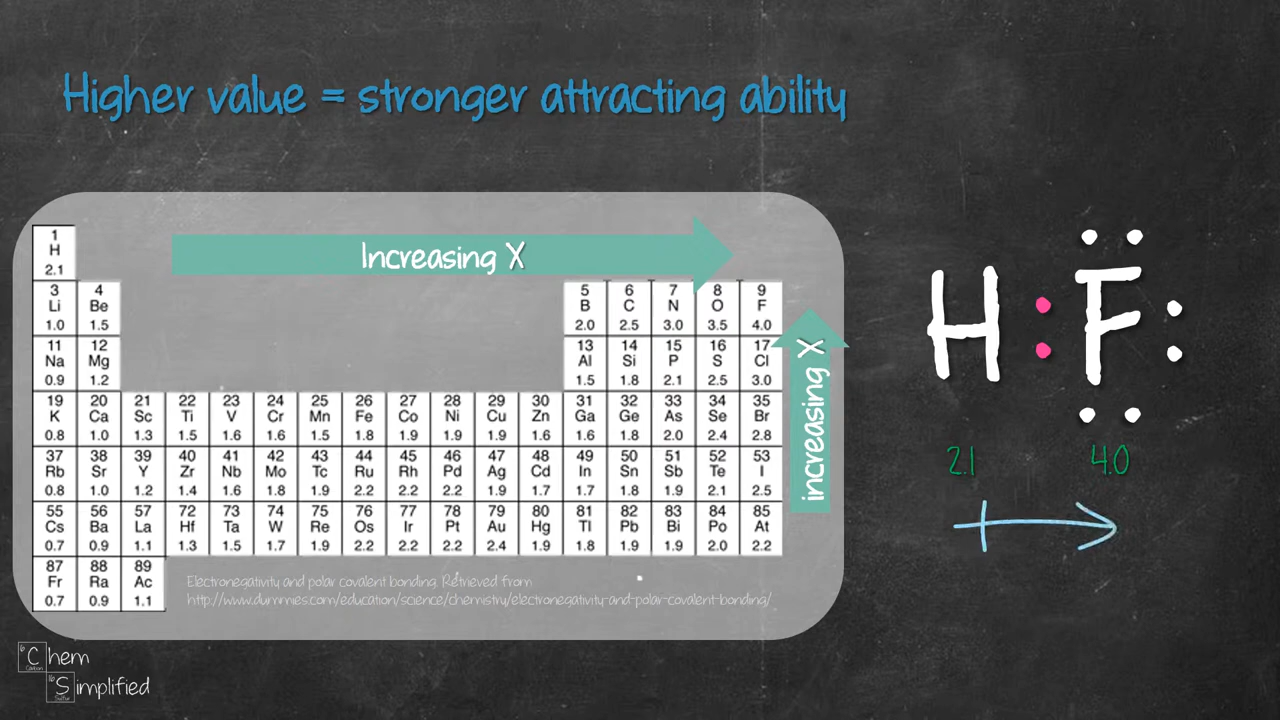 Higher value = stronger attracting ability
Increasing X
1
H
2.1
3 4 5 6 7 8 9
Li Be B C N O F
1.0 1.5 2.0 2.5 3.0 3.5 4.0
11 12 13 14 15 16 17
Na Mg Al Si P S Cl
0.9 1.2 1.5 1.8 2.1 2.5 3.0
19 20 21 22 23 24 25 26 27 28 29 30 31 32 33 34 35
K Ca Sc Ti V Cr Mn Fe Co Ni Cu Zn Ga Ge As Se Br
0.8 1.0 1.3 1.5 1.6 1.6 1.5 1.8 1.9 1.9 1.9 1.6 1.6 1.8 2.0 2.4 2.8
37 38 39 40 41 42 43 44 45 46 47 48 49 50 51 52 53
Rb Sr Y Zr Nb Mo Tc Ru Rh Pd Ag Cd In Sn Sb Te I
0.8 1.0 1.2 1.4 1.6 1.8 1.9 2.2 2.2 2.2 1.9 1.7 1.7 1.8 1.9 2.1 2.5
55 56 57 72 73 74 75 76 77 78 79 80 81 82 83 84 85
Cs Ba La Hf Ta W Re Os Ir Pt Au Hg Tl Pb Bi Po At
0.7 0.9 1.1 1.3 1.5 1.7 1.9 2.2 2.2 2.2 2.4 1.9 1.8 1.9 1.9 2.0 2.2
87 88 89
Fr Ra Ac
0.7 0.9 1.1
increasing X
Electronegativity and polar covalent bonding. Retrieved from
http://www.dummies.com/education/science/chemistry/electronegativity-and-polar-covalent-bonding/
H : F :
2.1 4.0
6
Chem
Carbon
16
Simplified
Sulfur